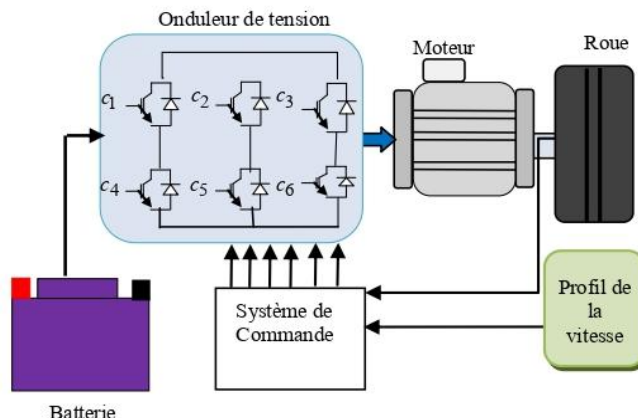 Onduleur de tension
Moteur
Roue
c1
c2
c3
c4
c5
c6
Système de
Commande
Profil de
la
vitesse
Batterie